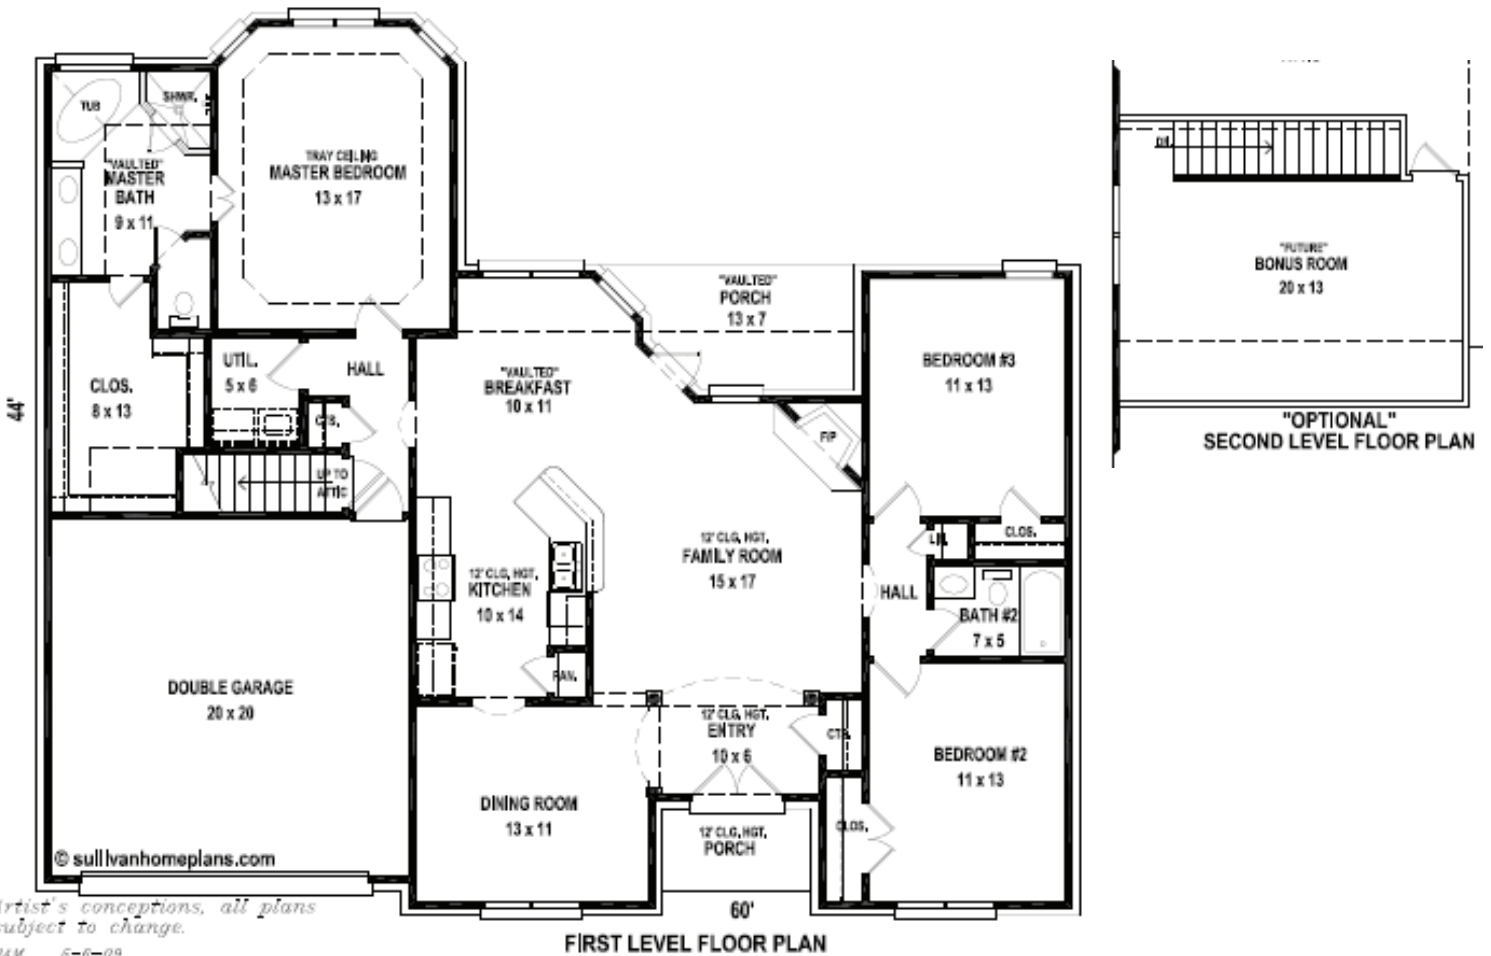 TUB
SHWR.
"VAULTED"
MASTER
BATH
9 x 11
TRAY CEILING
MASTER BEDROOM
13 x 17
"VAULTED"
PORCH
13 x 7
CLOS.
8 x 13
UTIL.
5 x 6
HALL
"VAULTED"
BREAKFAST
10 x 11
F/P
BEDROOM #3
11 x 13
UP TO
ATTIC
44'
12' CLG. HGT.
KITCHEN
10 x 14
12' CLG. HGT.
FAMILY ROOM
15 x 17
CLOS.
LIN.
HALL
BATH #2
7 x 5
PAN.
DOUBLE GARAGE
20 x 20
12' CLG. HGT.
ENTRY
10 x 6
BEDROOM #2
11 x 13
DINING ROOM
13 x 11
12' CLG. HGT.
PORCH
CLOS.
© sullivanhomeplans.com
Artist's conceptions, all plans
subject to change.
5-6-09
60'
FIRST LEVEL FLOOR PLAN
DN.
"FUTURE"
BONUS ROOM
20 x 13
"OPTIONAL"
SECOND LEVEL FLOOR PLAN